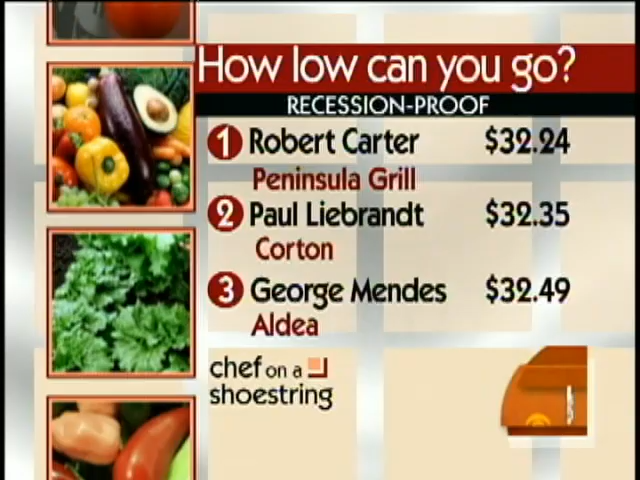 How low can you go?
RECESSION-PROOF
1 Robert Carter $32.24
Peninsula Grill
2 Paul Liebrandt $32.35
Corton
3 George Mendes $32.49
Aldea
chef on a
shoestring